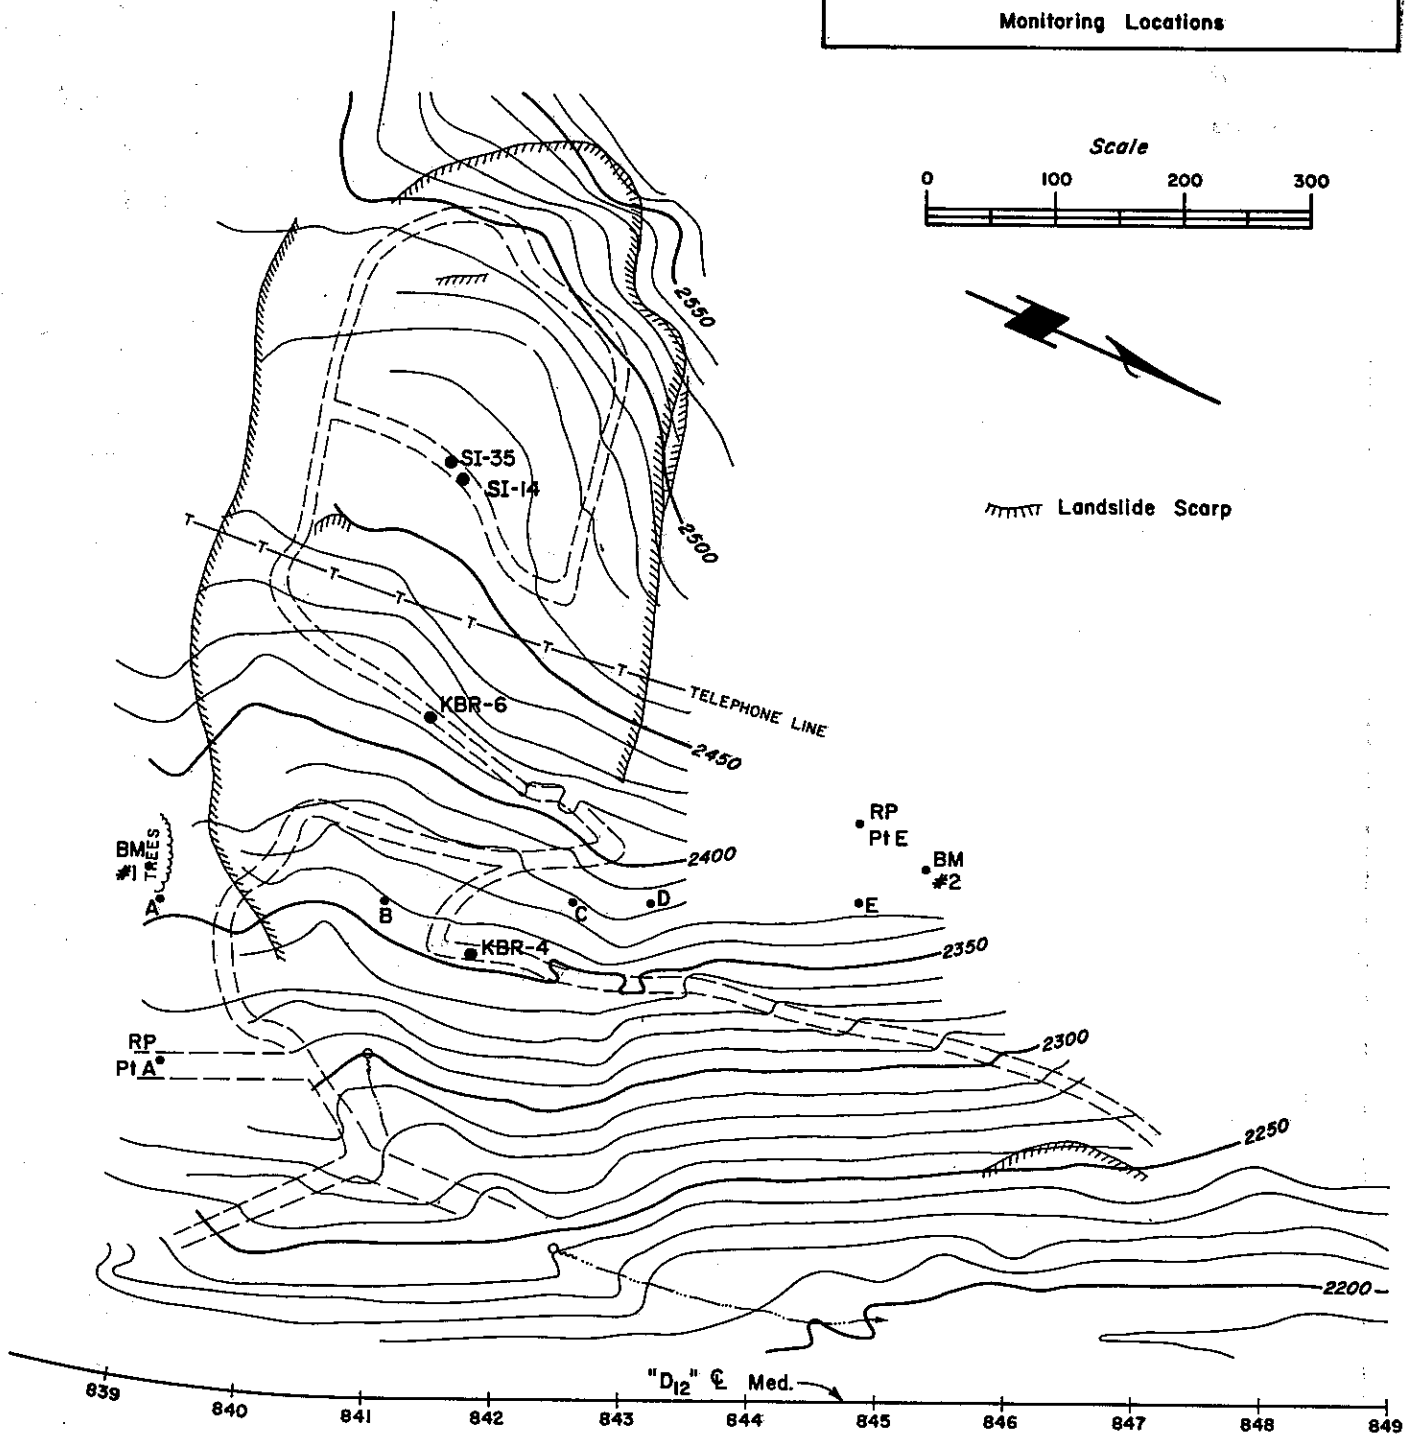 Monitoring Locations
Scale
0 100 200 300
2550
SI-35
SI-14
Landslide Scarp
2500
T T T T T T T
TELEPHONE LINE
KBR-6
2450
RP
Pt E
BM
#1
TREES
2400
BM
#2
A
B
C
D
E
KBR-4
2350
RP
Pt A
2300
2250
2200
"D12" ℄ Med.
839 840 841 842 843 844 845 846 847 848 849